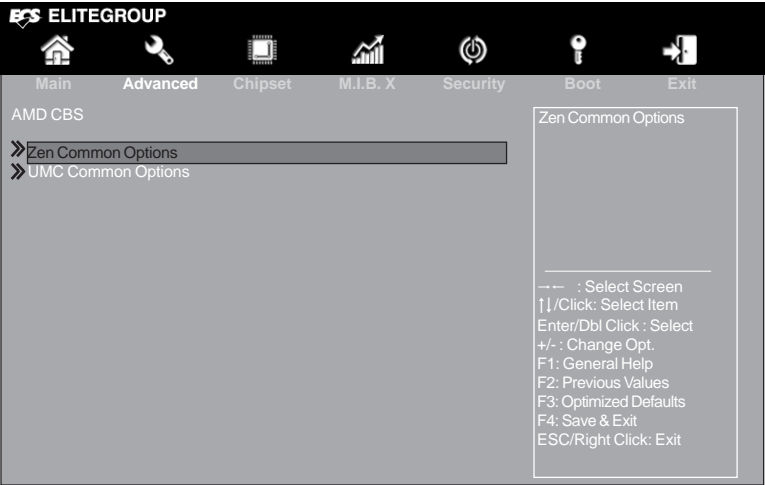 ECS ELITEGROUP
Main Advanced Chipset M.I.B. X Security Boot Exit
AMD CBS
Zen Common Options
UMC Common Options
Zen Common Options
→← : Select Screen
↑↓/Click: Select Item
Enter/Dbl Click : Select
+/- : Change Opt.
F1: General Help
F2: Previous Values
F3: Optimized Defaults
F4: Save & Exit
ESC/Right Click: Exit